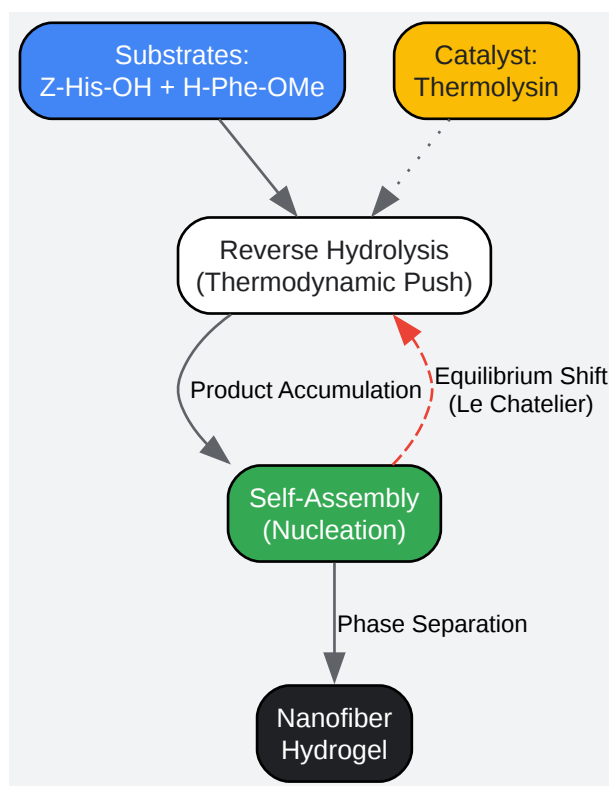 Substrates:
Z-His-OH + H-Phe-OMe
Catalyst:
Thermolysin
Reverse Hydrolysis
(Thermodynamic Push)
Product Accumulation
Equilibrium Shift
(Le Chatelier)
Self-Assembly
(Nucleation)
Phase Separation
Nanofiber
Hydrogel